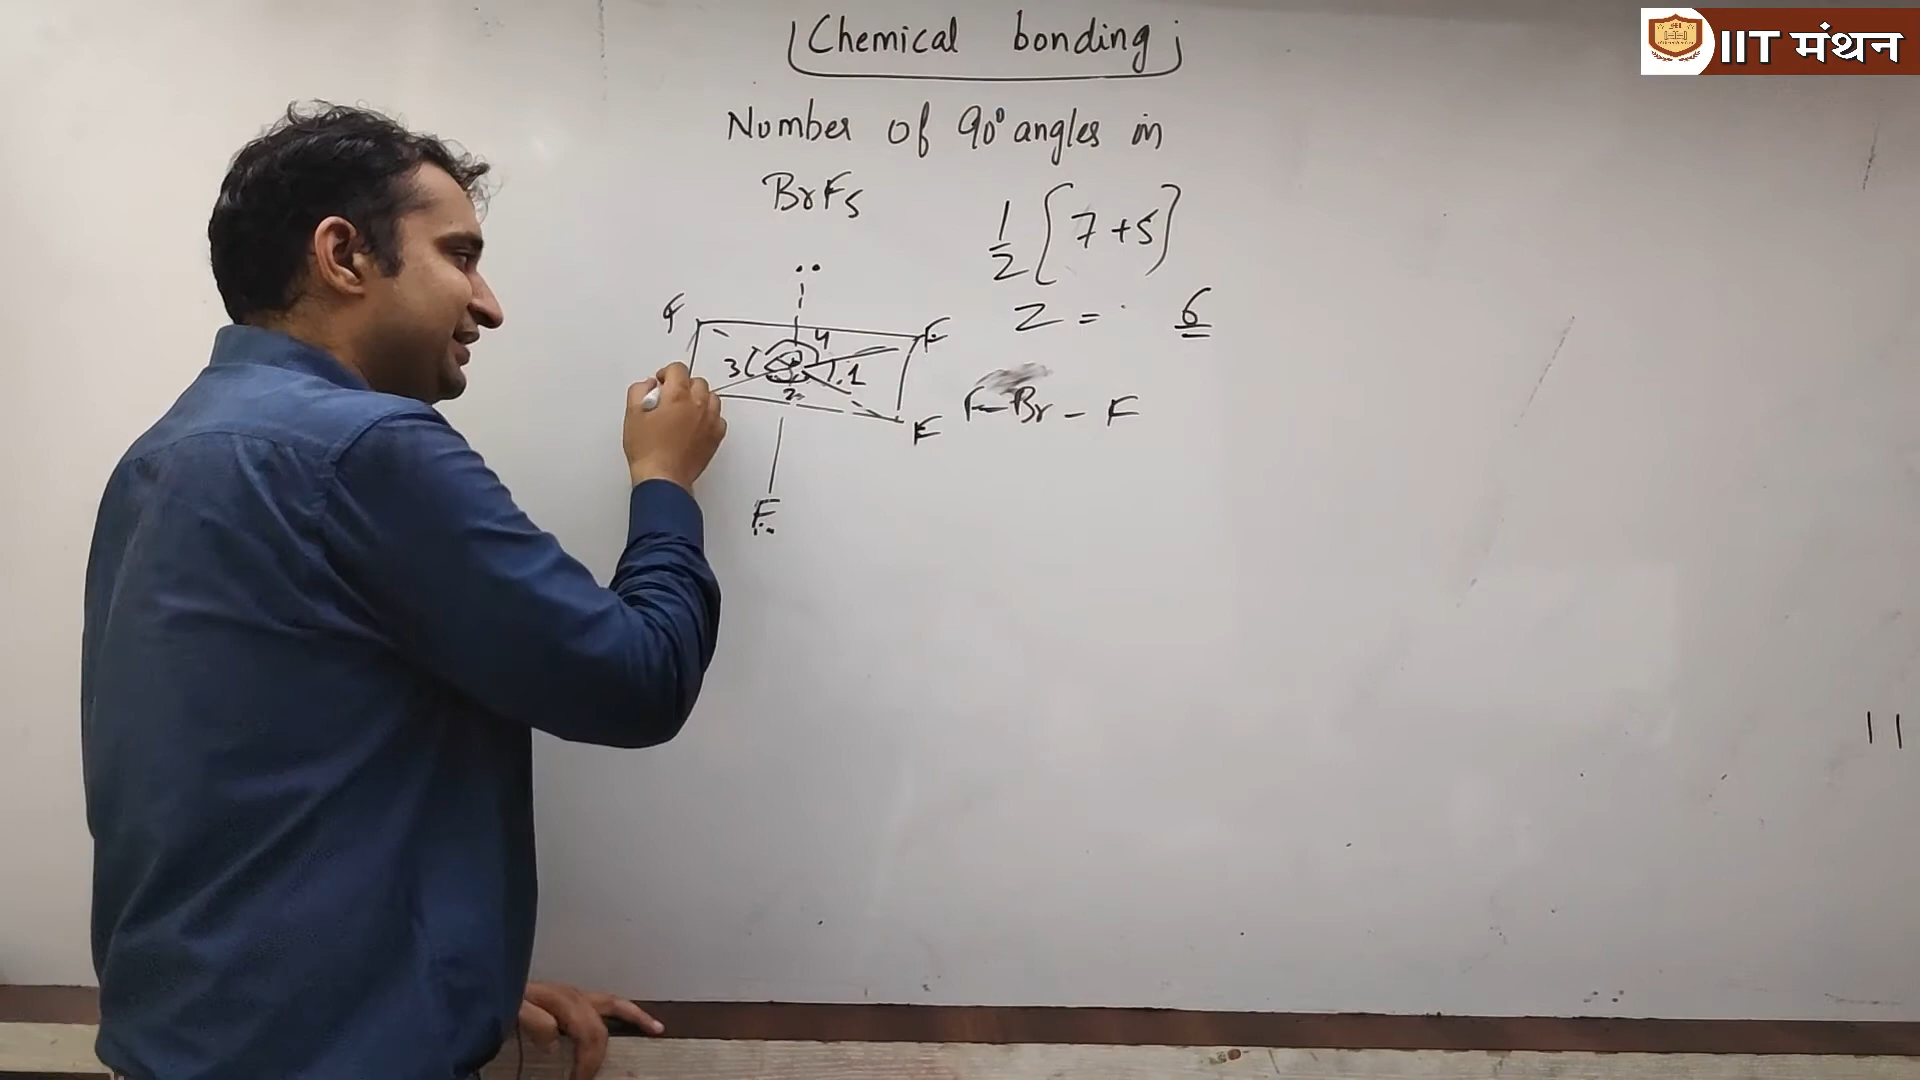 IIT मंथन
Chemical bonding
Number of 90° angles in
BrF5
1/2 [7+5]
Z = 6
F F
4
3 1
2
F
F-Br-F
F